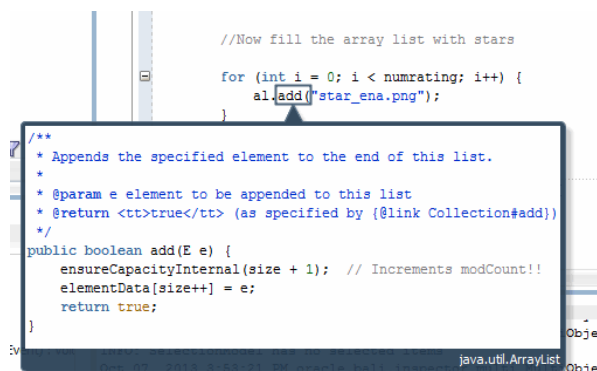 //Now fill the array list with stars
for (int i = 0; i < numrating; i++) {
al.add("star_ena.png");
}
/**
* Appends the specified element to the end of this list.
*
* @param e element to be appended to this list
* @return <tt>true</tt> (as specified by {@link Collection#add})
*/
public boolean add(E e) {
ensureCapacityInternal(size + 1);  // Increments modCount!!
elementData[size++] = e;
return true;
}
java.util.ArrayList